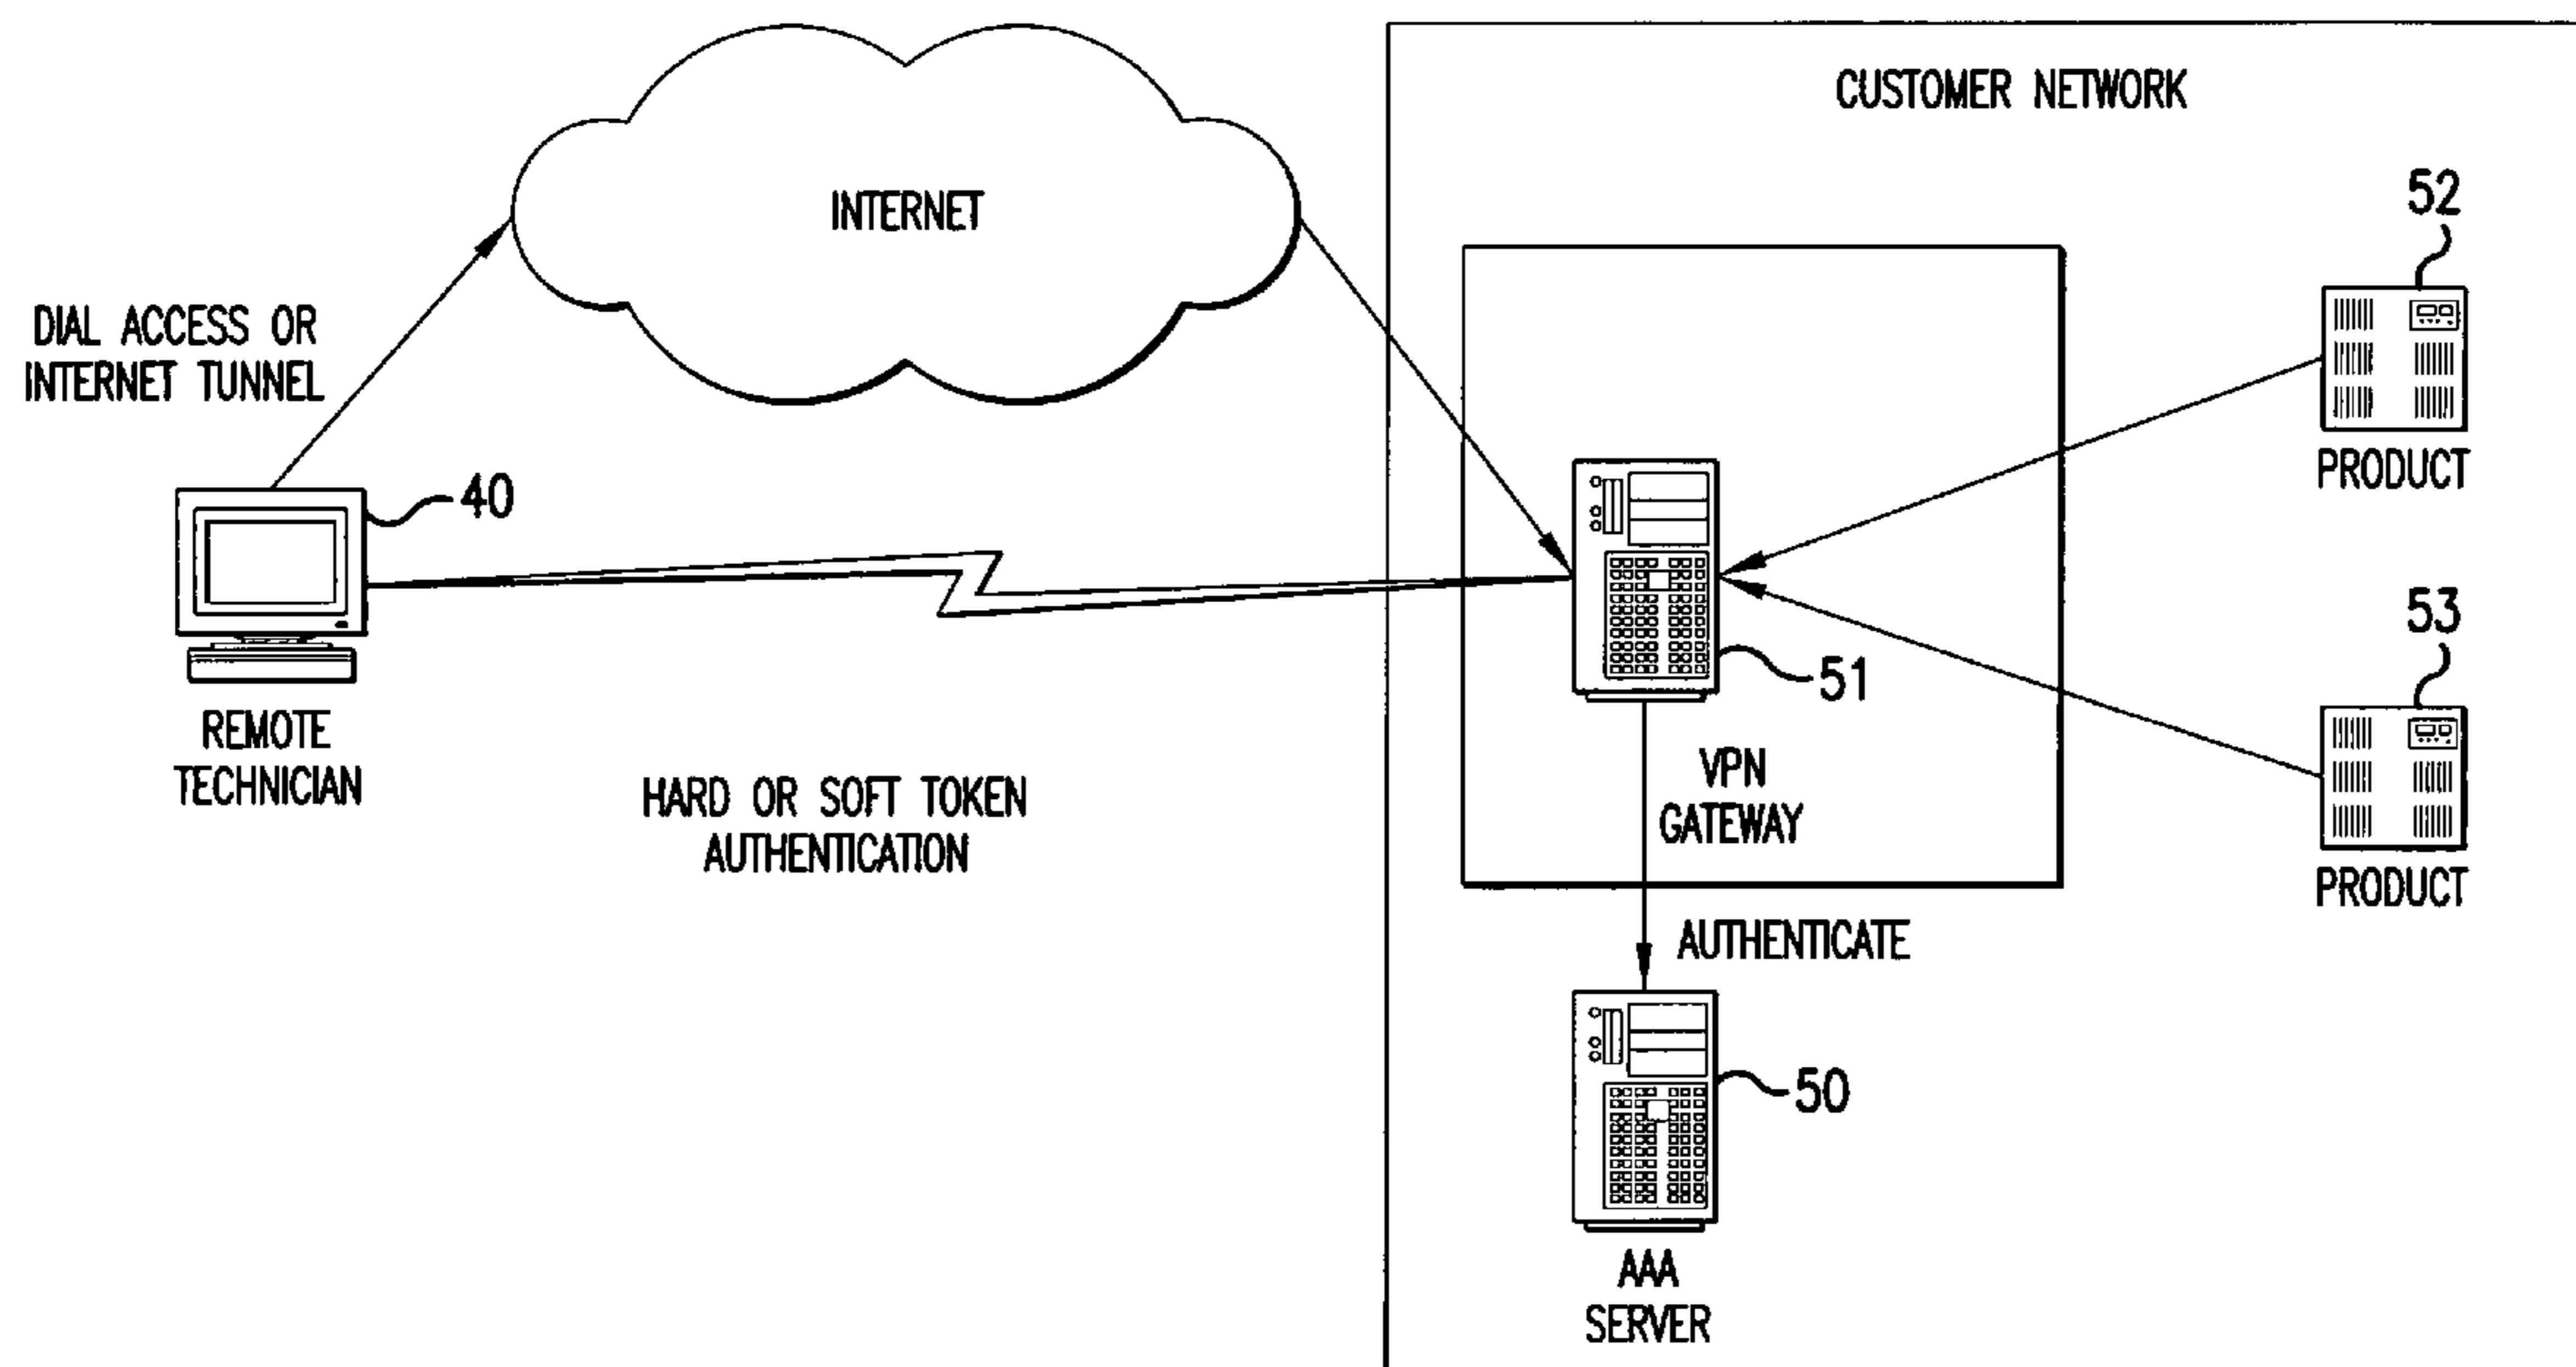 CUSTOMER NETWORK
INTERNET
52
DIAL ACCESS OR
INTERNET TUNNEL
PRODUCT
40
53
51
REMOTE
TECHNICIAN
HARD OR SOFT TOKEN
AUTHENTICATION
VPN
GATEWAY
PRODUCT
AUTHENTICATE
50
AAA
SERVER